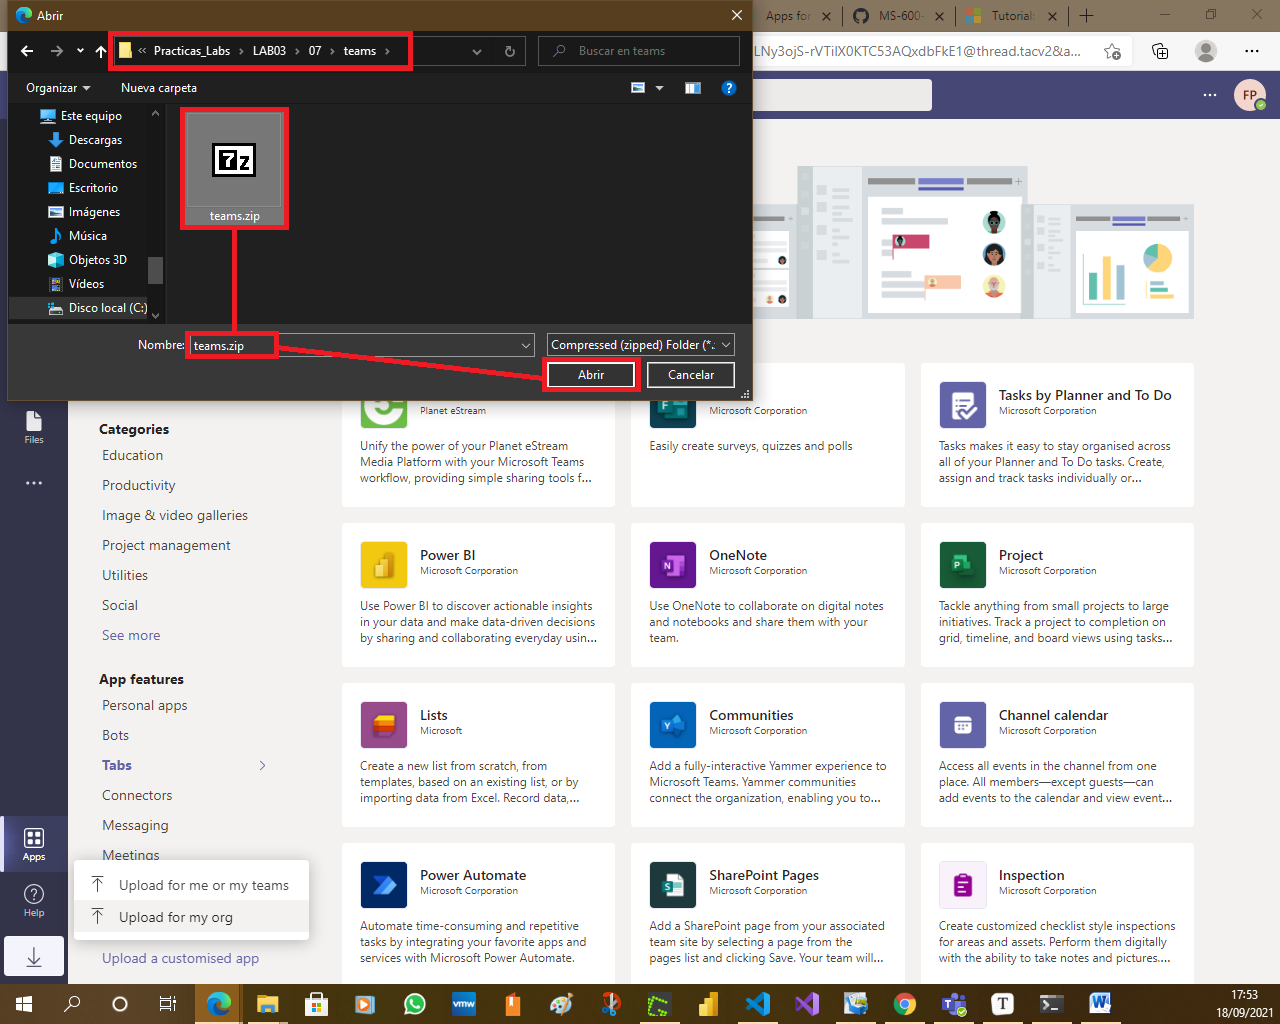 Abrir
Apps for
MS-600-
Tutorial:
« Practicas_Labs > LAB03 > 07 > teams >
Buscar en teams
LNy3ojS-rVTilX0KTC53AQxdbFkE1@thread.tacv2&a...
Organizar
Nueva carpeta
FP
Este equipo
Descargas
Documentos
Escritorio
Imágenes
Música
Objetos 3D
Vídeos
Disco local (C:)
7z
teams.zip
Nombre:
teams.zip
Compressed (zipped) Folder (*.
Abrir
Cancelar
Files
Categories
Education
Productivity
Image & video galleries
Project management
Utilities
Social
See more
App features
Personal apps
Bots
Tabs
Connectors
Messaging
Meetings
Apps
Help
Upload for me or my teams
Upload for my org
Upload a customised app
Planet eStream
Unify the power of your Planet eStream
Media Platform with your Microsoft Teams
workflow, providing simple sharing tools f...
Microsoft Corporation
Easily create surveys, quizzes and polls
Tasks by Planner and To Do
Microsoft Corporation
Tasks makes it easy to stay organised across
all of your Planner and To Do tasks. Create,
assign and track tasks individually or...
Power BI
Microsoft Corporation
Use Power BI to discover actionable insights
in your data and make data-driven decisions
by sharing and collaborating everyday usin...
OneNote
Microsoft Corporation
Use OneNote to collaborate on digital notes
and notebooks and share them with your
team.
Project
Microsoft Corporation
Tackle anything from small projects to large
initiatives. Track a project to completion on
grid, timeline, and board views using tasks...
Lists
Microsoft
Create a new list from scratch, from
templates, based on an existing list, or by
importing data from Excel. Record data,...
Communities
Microsoft Corporation
Add a fully-interactive Yammer experience to
Microsoft Teams. Yammer communities
connect the organization, enabling you to...
Channel calendar
Microsoft Corporation
Access all events in the channel from one
place. All members—except guests—can
add events to the calendar and view event...
Power Automate
Microsoft Corporation
Automate time-consuming and repetitive
tasks by integrating your favorite apps and
services with Microsoft Power Automate.
SharePoint Pages
Microsoft Corporation
Add a SharePoint page from your associated
team site by selecting a page from the
pages list and clicking Save. Your team will...
Inspection
Microsoft Corporation
Create customized checklist style inspections
for areas and assets. Perform them digitally
with the ability to take notes and pictures....
17:53
18/09/2021